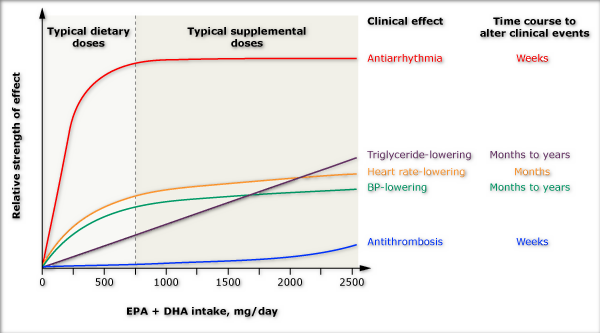 Typical dietary
doses
Typical supplemental
doses
Clinical effect
Time course to
alter clinical events
Relative strength of effect
Antiarrhythmia
Weeks
Triglyceride-lowering
Months to years
Heart rate-lowering
Months
BP-lowering
Months to years
Antithrombosis
Weeks
0
500
1000
1500
2000
2500
EPA + DHA intake, mg/day